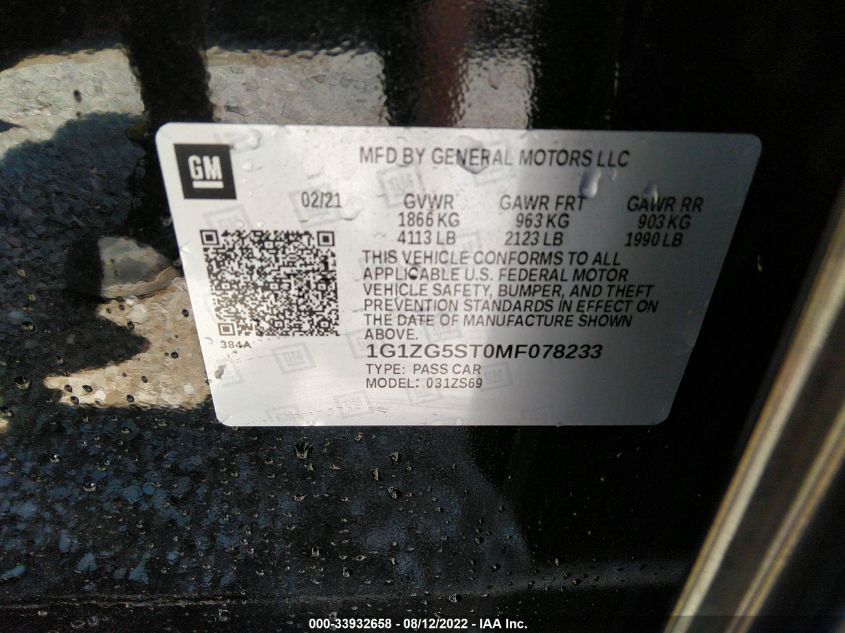 GM
MFD BY GENERAL MOTORS LLC
02/21 GVWR GAWR FRT GAWR RR
1866 KG 963 KG 903 KG
4113 LB 2123 LB 1990 LB
THIS VEHICLE CONFORMS TO ALL
APPLICABLE U.S. FEDERAL MOTOR
VEHICLE SAFETY, BUMPER, AND THEFT
PREVENTION STANDARDS IN EFFECT ON
THE DATE OF MANUFACTURE SHOWN
ABOVE.
384A
1G1ZG5ST0MF078233
TYPE: PASS CAR
MODEL: 031ZS69
000-33932658 - 08/12/2022 - IAA Inc.